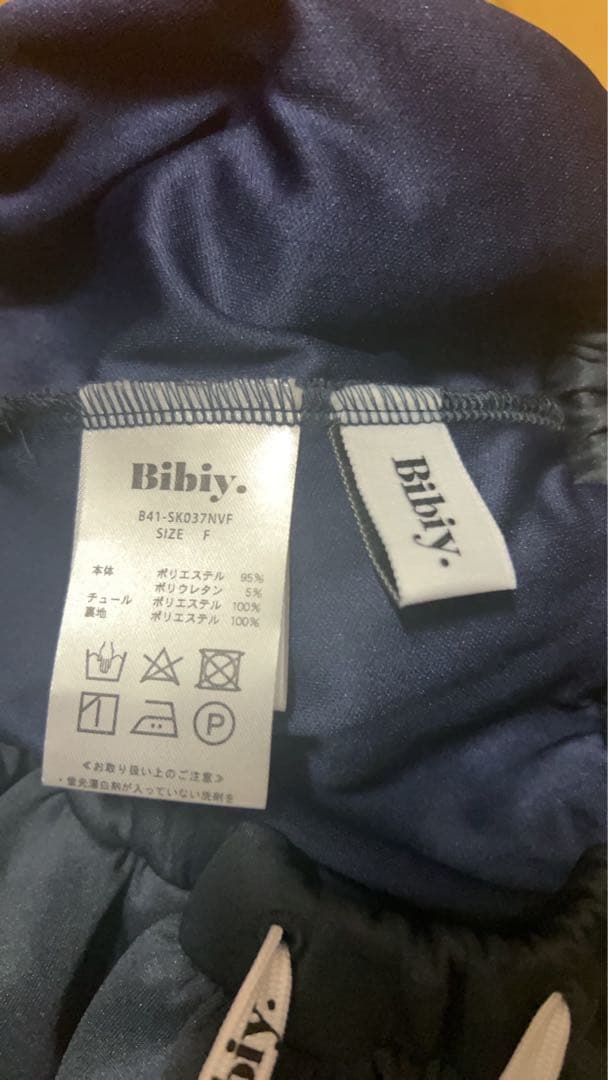 Bibiy.
B41-SK037NVF
SIZE F
本体 ポリエステル 95%
ポリウレタン 5%
チュール ポリエステル 100%
裏地 ポリエステル 100%
P
≪お取り扱い上のご注意≫
・蛍光漂白剤が入っていない洗剤を
Bibiy.
biy.